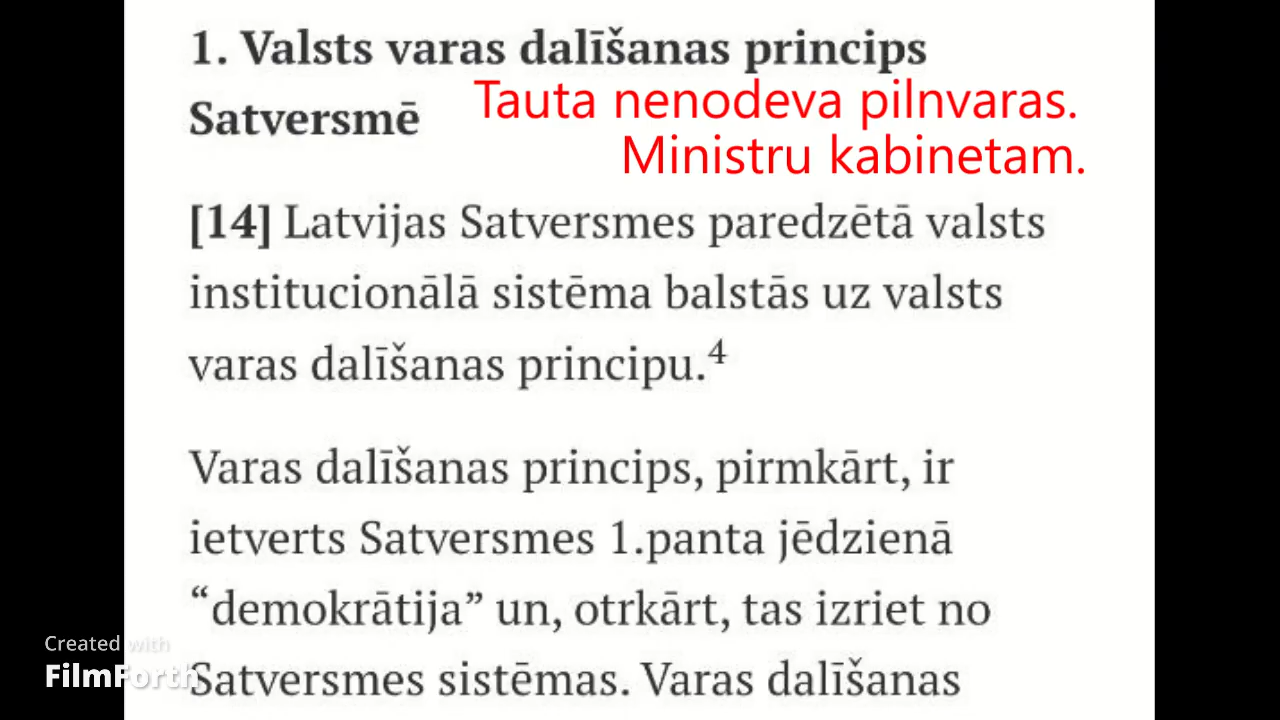 1. Valsts varas dalīšanas princips
Satversmē
Tauta nenodeva pilnvaras.
Ministru kabinetam.
[14] Latvijas Satversmes paredzētā valsts
institucionālā sistēma balstās uz valsts
varas dalīšanas principu.4
Varas dalīšanas princips, pirmkārt, ir
ietverts Satversmes 1.panta jēdzienā
“demokrātija” un, otrkārt, tas izriet no
Satversmes sistēmas. Varas dalīšanas
Created with
FilmForth